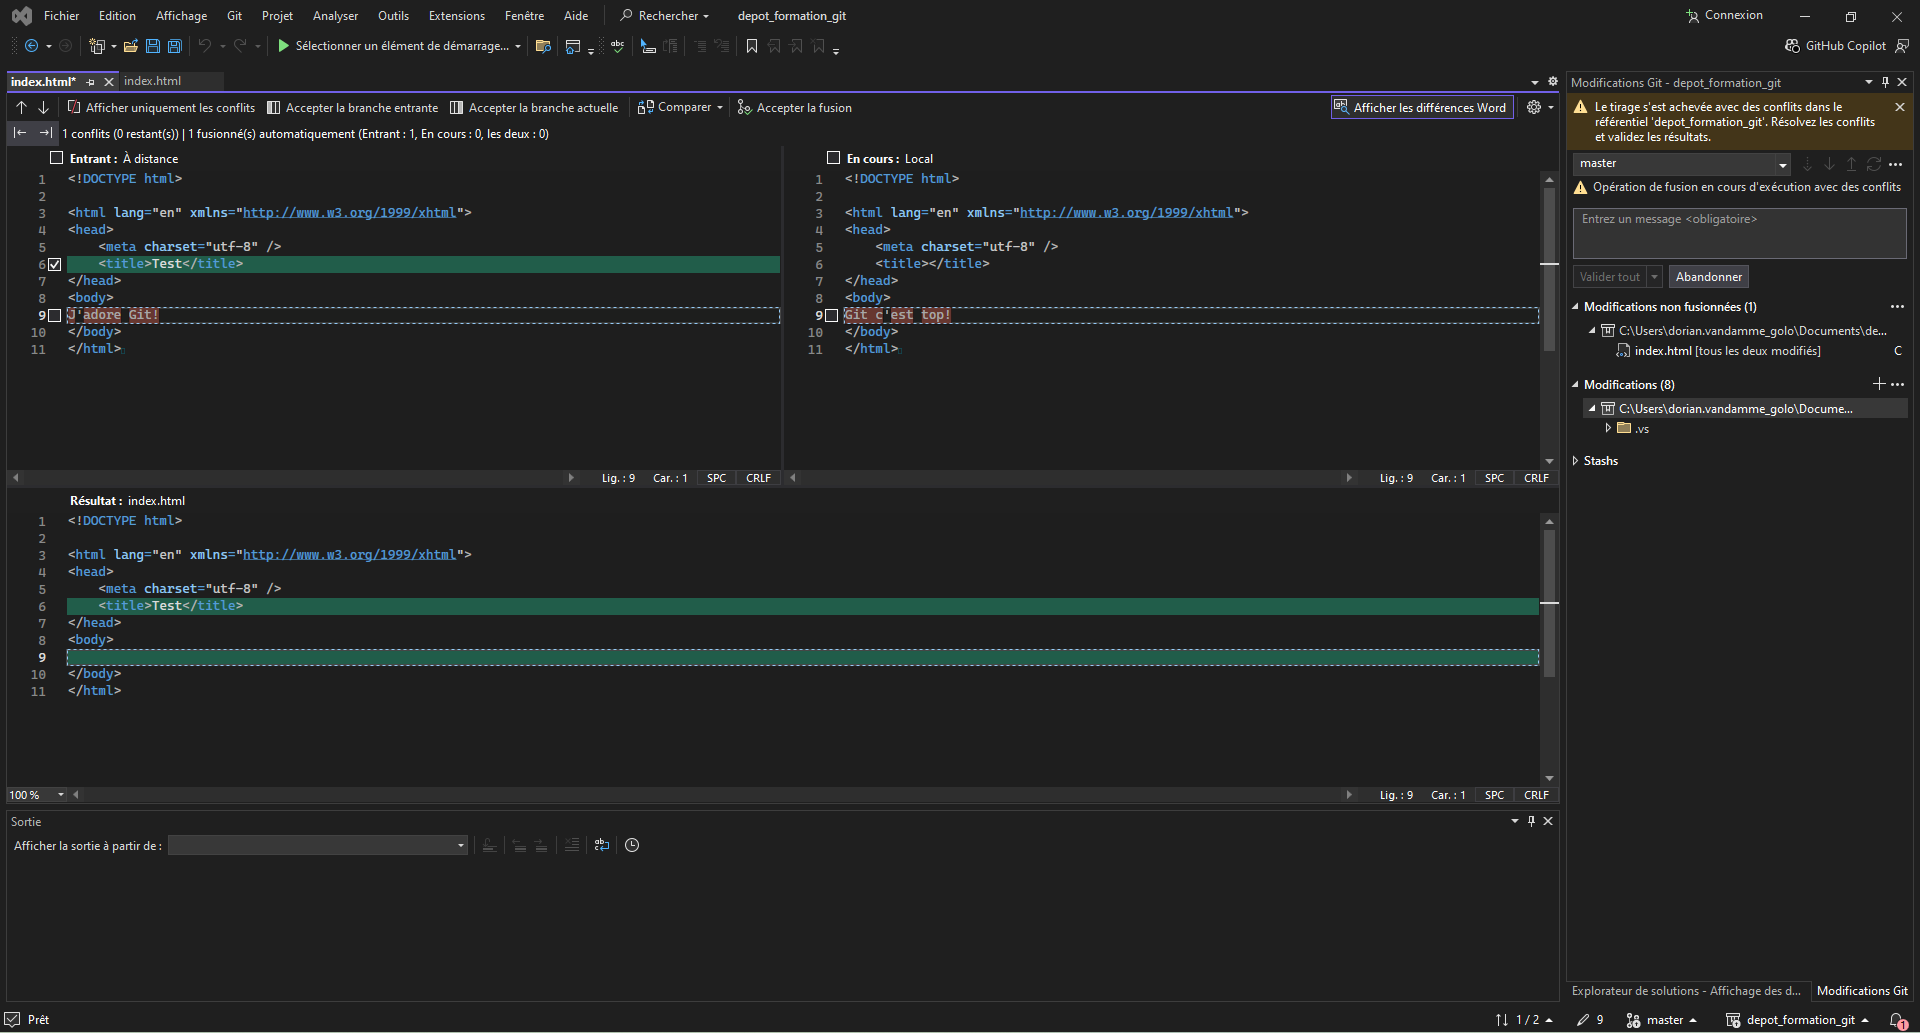 Fichier Edition Affichage Git Projet Analyser Outils Extensions Fenêtre Aide Rechercher depot_formation_git Connexion
Sélectionner un élément de démarrage... GitHub Copilot
index.html* index.html
Afficher uniquement les conflits Accepter la branche entrante Accepter la branche actuelle Comparer Accepter la fusion Afficher les différences Word
1 conflits (0 restant(s)) | 1 fusionné(s) automatiquement (Entrant : 1, En cours : 0, les deux : 0)
Entrant : À distance
1 <!DOCTYPE html>
2
3 <html lang="en" xmlns="http://www.w3.org/1999/xhtml">
4 <head>
5 <meta charset="utf-8" />
6 <title>Test</title>
7 </head>
8 <body>
9 J'adore Git!
10 </body>
11 </html>
Lig. : 9 Car. : 1 SPC CRLF
En cours : Local
1 <!DOCTYPE html>
2
3 <html lang="en" xmlns="http://www.w3.org/1999/xhtml">
4 <head>
5 <meta charset="utf-8" />
6 <title></title>
7 </head>
8 <body>
9 Git c'est top!
10 </body>
11 </html>
Lig. : 9 Car. : 1 SPC CRLF
Résultat : index.html
1 <!DOCTYPE html>
2
3 <html lang="en" xmlns="http://www.w3.org/1999/xhtml">
4 <head>
5 <meta charset="utf-8" />
6 <title>Test</title>
7 </head>
8 <body>
9
10 </body>
11 </html>
100 % Lig. : 9 Car. : 1 SPC CRLF
Sortie
Afficher la sortie à partir de :
Modifications Git - depot_formation_git
Le tirage s'est achevée avec des conflits dans le
référentiel 'depot_formation_git'. Résolvez les conflits
et validez les résultats.
master
Opération de fusion en cours d'exécution avec des conflits
Entrez un message <obligatoire>
Valider tout Abandonner
Modifications non fusionnées (1)
C:\Users\dorian.vandamme_golo\Documents\de...
index.html [tous les deux modifiés] C
Modifications (8)
C:\Users\dorian.vandamme_golo\Docume...
.vs
Stashs
Explorateur de solutions - Affichage des d... Modifications Git
Prêt 1 / 2 9 master depot_formation_git 1